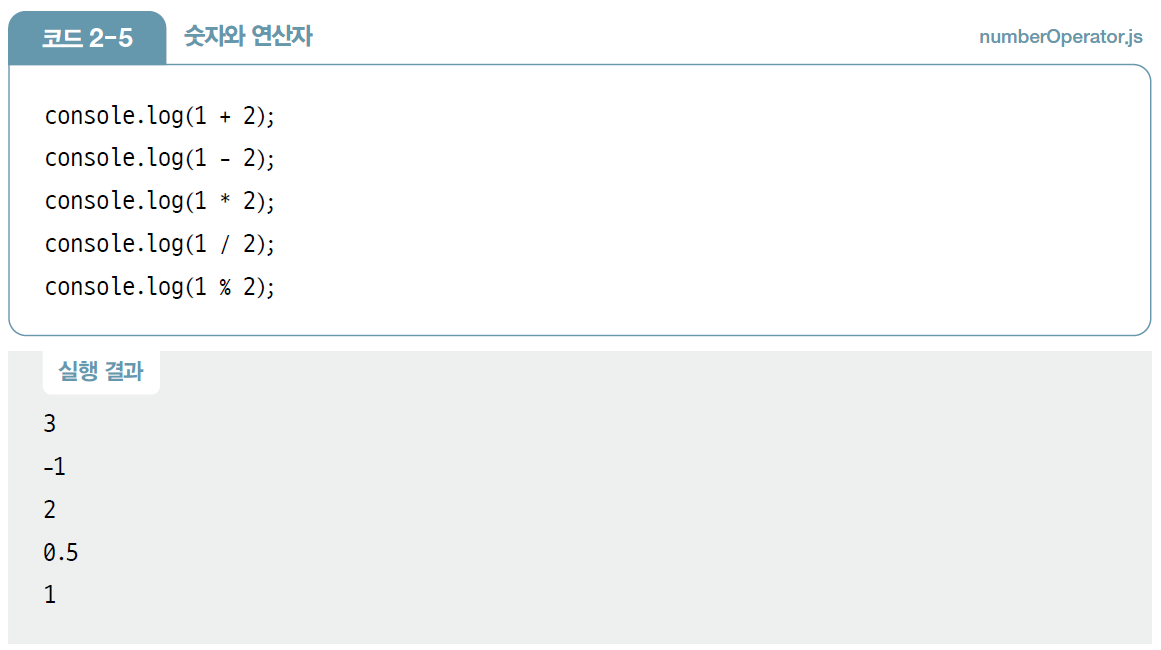 코드 2-5 숫자와 연산자 numberOperator.js
console.log(1 + 2);
console.log(1 - 2);
console.log(1 * 2);
console.log(1 / 2);
console.log(1 % 2);
실행 결과
3
-1
2
0.5
1